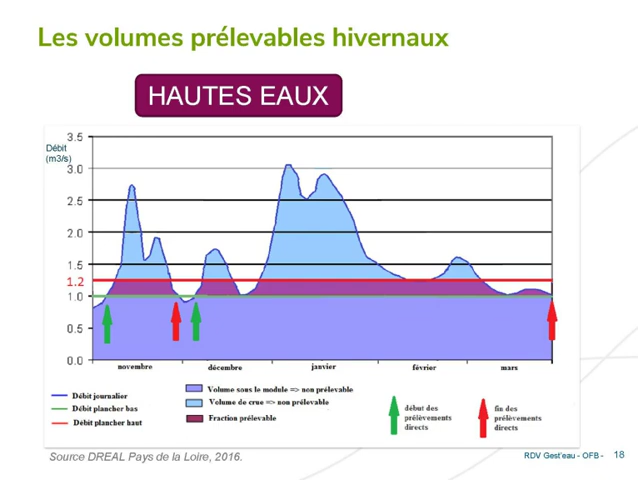 Les volumes prélevables hivernaux
HAUTES EAUX
Débit
(m3/s)
3.5
3.0
2.5
2.0
1.5
1.2
1.0
0.5
0.0
novembre décembre janvier février mars
Débit journalier
Débit plancher bas
Debit plancher haut
Volume sous le module => non prélevable
Volume de crue => non prélevable
Fraction prélevable
début des
prélèvements
directs
fin des
prélèvements
directs
Source DREAL Pays de la Loire, 2016.
RDV Gest'eau - OFB - 18